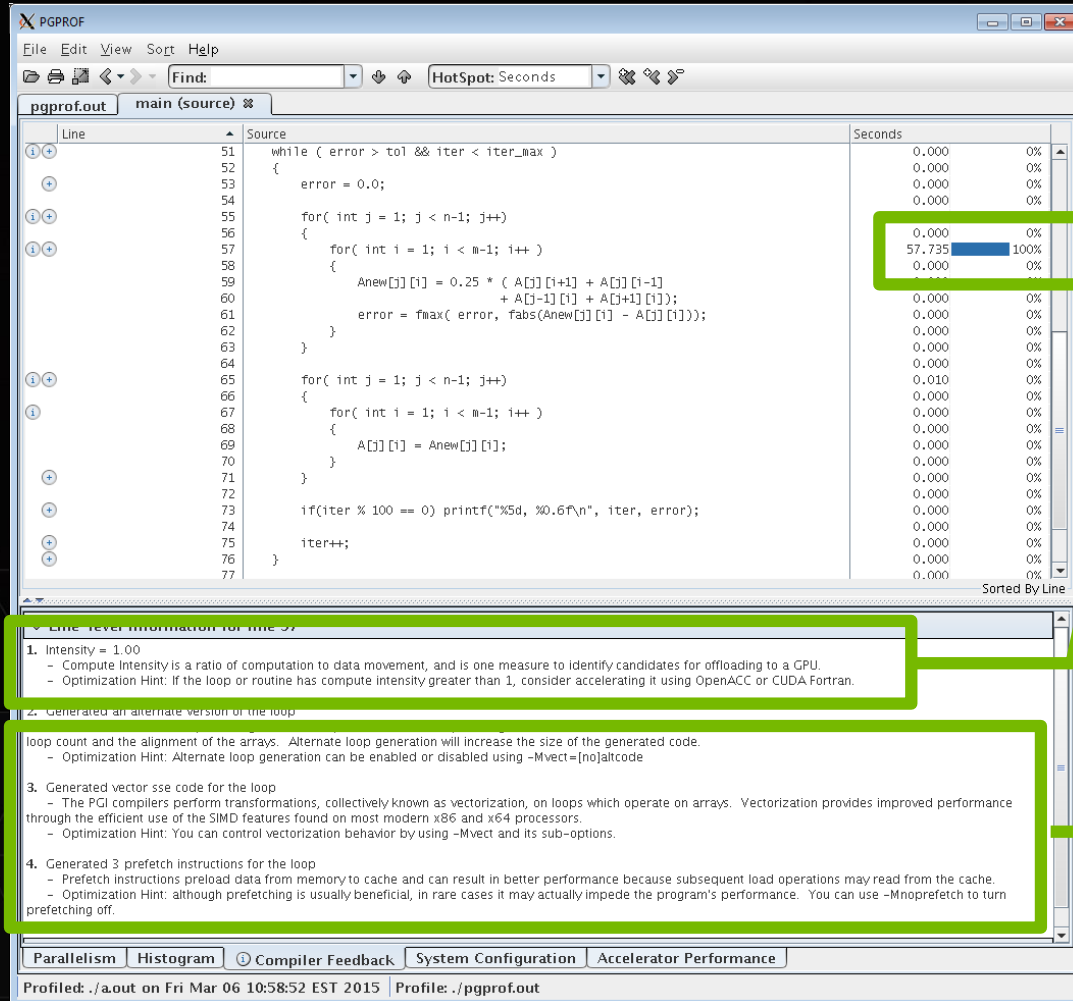 PGPROF
File Edit View Sort Help
Find: HotSpot: Seconds
pgprof.out main (source)
Line Source Seconds
51 while ( error > tol && iter < iter_max ) 0.000 0%
52 { 0.000 0%
53 error = 0.0; 0.000 0%
54 0.000 0%
55 for( int j = 1; j < n-1; j++)
56 { 0.000 0%
57 for( int i = 1; i < m-1; i++ ) 57.735 100%
58 { 0.000 0%
59 Anew[j][i] = 0.25 * ( A[j][i+1] + A[j][i-1]
60 + A[j-1][i] + A[j+1][i]); 0.000 0%
61 error = fmax( error, fabs(Anew[j][i] - A[j][i])); 0.000 0%
62 } 0.000 0%
63 } 0.000 0%
64 0.000 0%
65 for( int j = 1; j < n-1; j++) 0.010 0%
66 { 0.000 0%
67 for( int i = 1; i < m-1; i++ ) 0.000 0%
68 { 0.000 0%
69 A[j][i] = Anew[j][i]; 0.000 0%
70 } 0.000 0%
71 } 0.000 0%
72 0.000 0%
73 if(iter % 100 == 0) printf("%5d, %0.6f\n", iter, error); 0.000 0%
74 0.000 0%
75 iter++; 0.000 0%
76 } 0.000 0%
77 0.000 0%
Sorted By Line
Line-level information for line 57
1. Intensity = 1.00
– Compute Intensity is a ratio of computation to data movement, and is one measure to identify candidates for offloading to a GPU.
– Optimization Hint: If the loop or routine has compute intensity greater than 1, consider accelerating it using OpenACC or CUDA Fortran.
2. Generated an alternate version of the loop
loop count and the alignment of the arrays. Alternate loop generation will increase the size of the generated code.
– Optimization Hint: Alternate loop generation can be enabled or disabled using –Mvect=[no]altcode
3. Generated vector sse code for the loop
– The PGI compilers perform transformations, collectively known as vectorization, on loops which operate on arrays. Vectorization provides improved performance
through the efficient use of the SIMD features found on most modern x86 and x64 processors.
– Optimization Hint: You can control vectorization behavior by using –Mvect and its sub-options.
4. Generated 3 prefetch instructions for the loop
– Prefetch instructions preload data from memory to cache and can result in better performance because subsequent load operations may read from the cache.
– Optimization Hint: although prefetching is usually beneficial, in rare cases it may actually impede the program's performance. You can use –Mnoprefetch to turn
prefetching off.
Parallelism Histogram Compiler Feedback System Configuration Accelerator Performance
Profiled: ./a.out on Fri Mar 06 10:58:52 EST 2015 Profile: ./pgprof.out